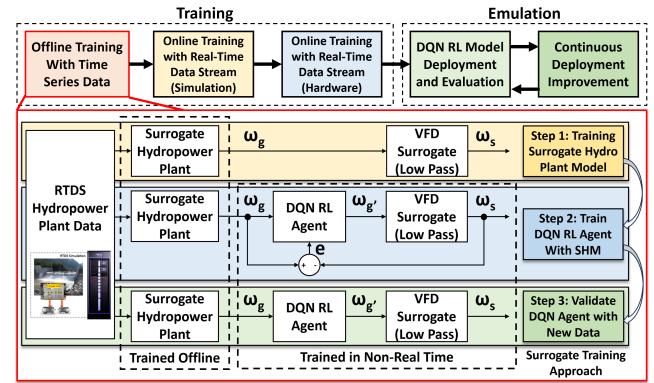 Training
Emulation
Offline Training
With Time
Series Data
Online Training
with Real-Time
Data Stream
(Simulation)
Online Training
with Real-Time
Data Stream
(Hardware)
DQN RL Model
Deployment
and Evaluation
Continuous
Deployment
Improvement
RTDS
Hydropower
Plant Data
RTDS Emulation
Surrogate
Hydropower
Plant
ωg
VFD
Surrogate
(Low Pass)
ωs
Step 1: Training
Surrogate Hydro
Plant Model
Surrogate
Hydropower
Plant
ωg
DQN RL
Agent
ωg'
VFD
Surrogate
(Low Pass)
ωs
e
+ -
Step 2: Train
DQN RL Agent
With SHM
Surrogate
Hydropower
Plant
ωg
DQN RL
Agent
ωg'
VFD
Surrogate
(Low Pass)
ωs
Step 3: Validate
DQN Agent with
New Data
Trained Offline
Trained in Non-Real Time
Surrogate Training
Approach